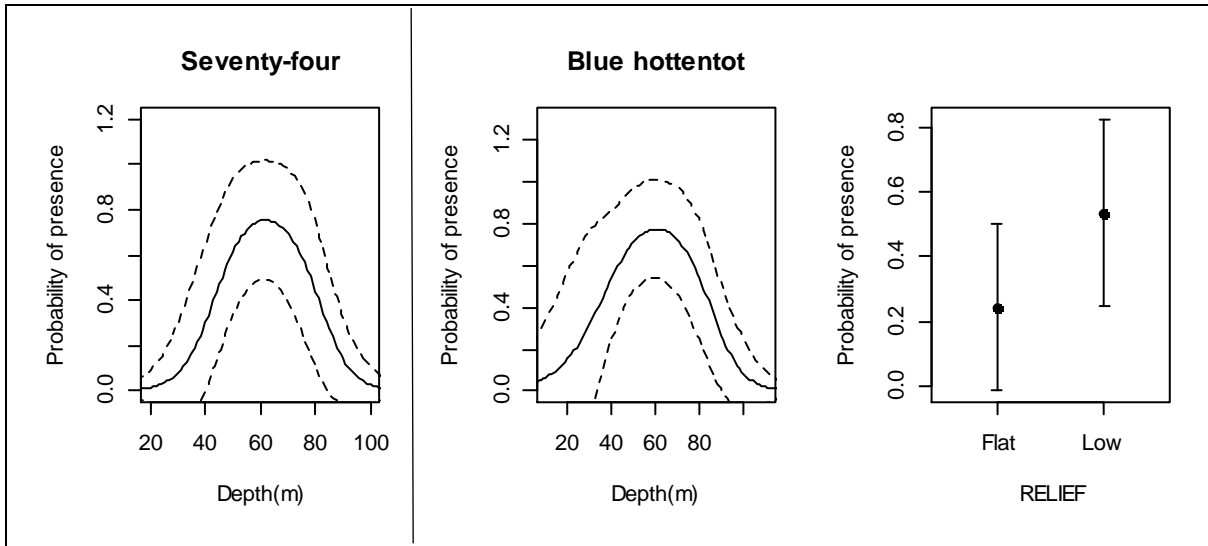 Seventy-four
Probability of presence
1.2
0.8
0.4
0.0
20 40 60 80 100
Depth(m)
Blue hottentot
Probability of presence
1.2
0.8
0.4
0.0
20 40 60 80
Depth(m)
Probability of presence
0.8
0.6
0.4
0.2
0.0
Flat Low
RELIEF